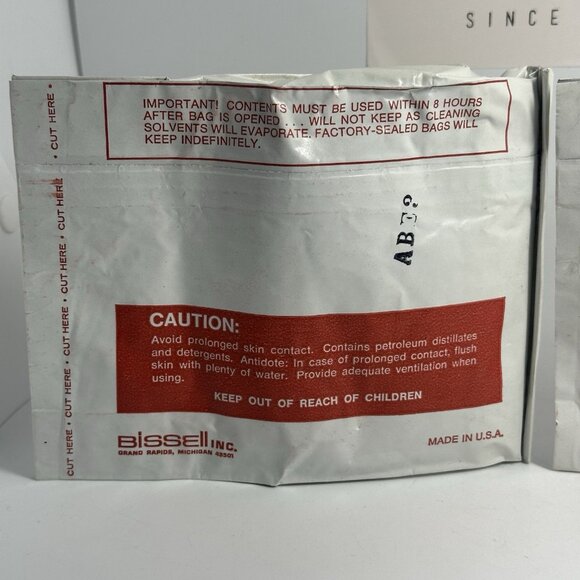 SINCE
IMPORTANT! CONTENTS MUST BE USED WITHIN 8 HOURS
AFTER BAG IS OPENED . . . WILL NOT KEEP AS CLEANING
SOLVENTS WILL EVAPORATE. FACTORY-SEALED BAGS WILL
KEEP INDEFINITELY.
• CUT HERE • CUT HERE • CUT HERE • CUT HERE • CUT HERE •
CAUTION:
Avoid prolonged skin contact. Contains petroleum distillates
and detergents. Antidote: In case of prolonged contact, flush
skin with plenty of water. Provide adequate ventilation when
using.
KEEP OUT OF REACH OF CHILDREN
BISSELL INC.
GRAND RAPIDS, MICHIGAN 49501
MADE IN U.S.A.